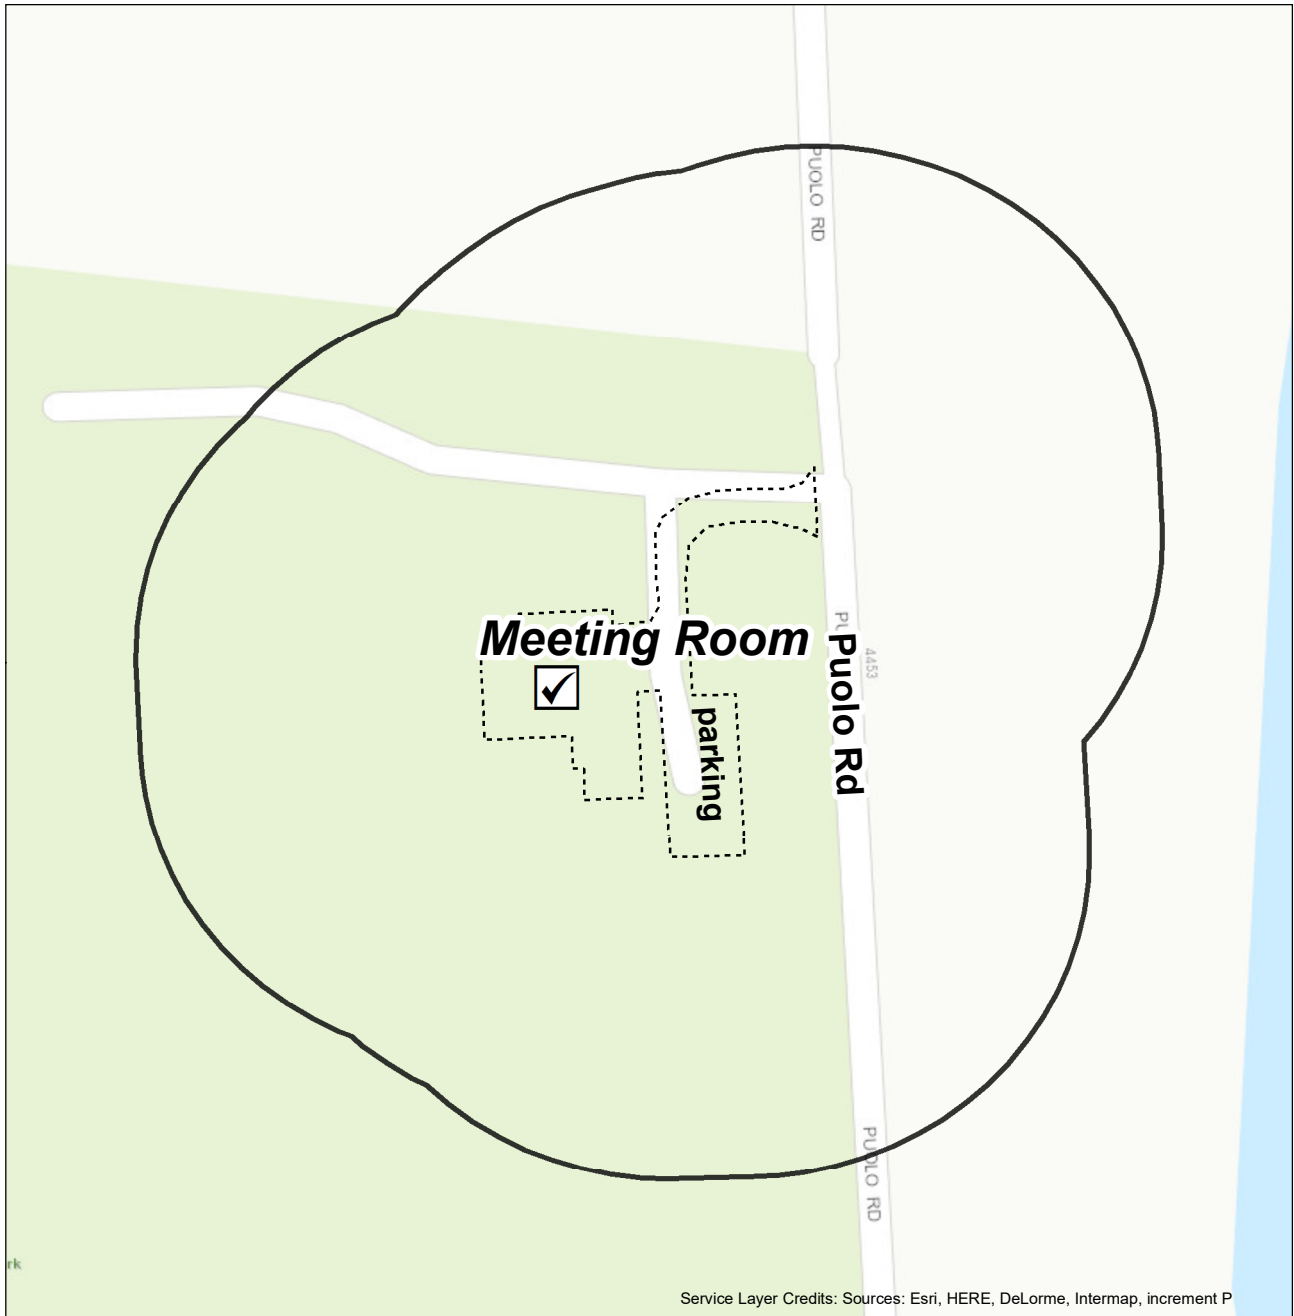 PUOLO RD
Meeting Room
PU
4453
Puolo Rd
parking
PUOLO RD
rk
Service Layer Credits: Sources: Esri, HERE, DeLorme, Intermap, increment P